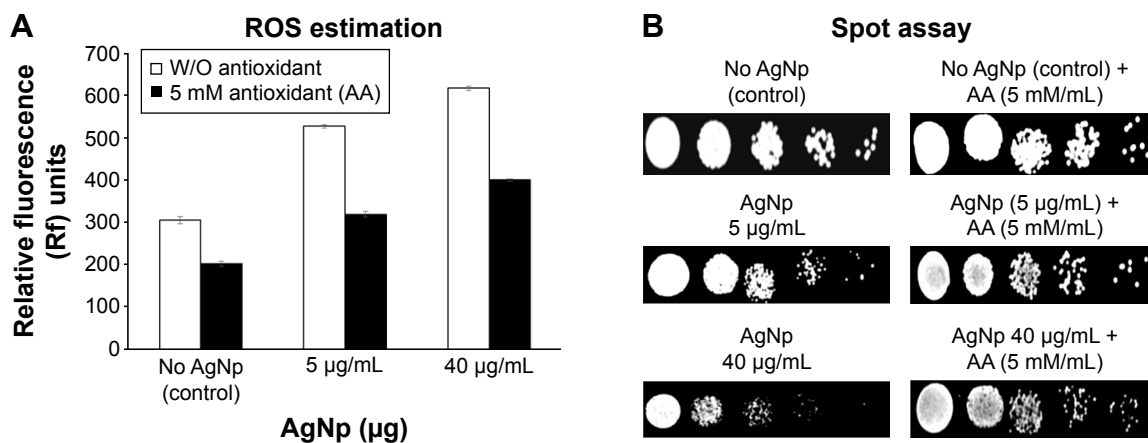 A
ROS estimation
W/O antioxidant
5 mM antioxidant (AA)
Relative fluorescence
(Rf) units
700
600
500
400
300
200
100
0
No AgNp
(control)
5 µg/mL
40 µg/mL
AgNp (µg)
B
Spot assay
No AgNp
(control)
No AgNp (control) +
AA (5 mM/mL)
AgNp
5 µg/mL
AgNp (5 µg/mL) +
AA (5 mM/mL)
AgNp
40 µg/mL
AgNp 40 µg/mL +
AA (5 mM/mL)